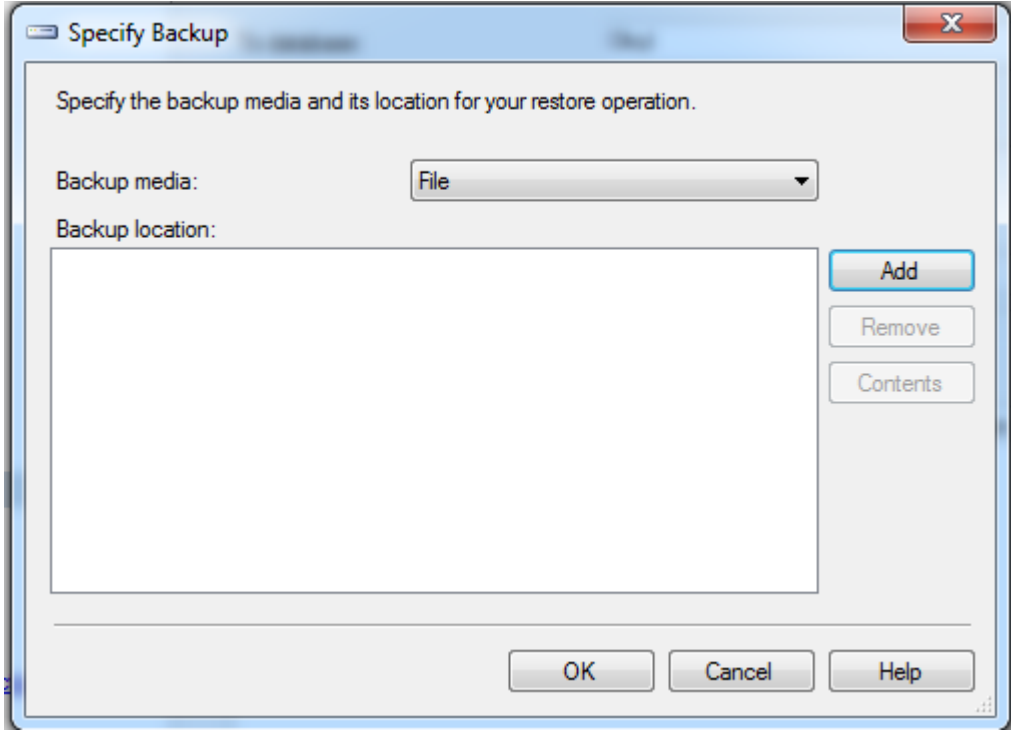 Specify Backup
Specify the backup media and its location for your restore operation.
Backup media:
File
Backup location:
Add
Remove
Contents
OK
Cancel
Help